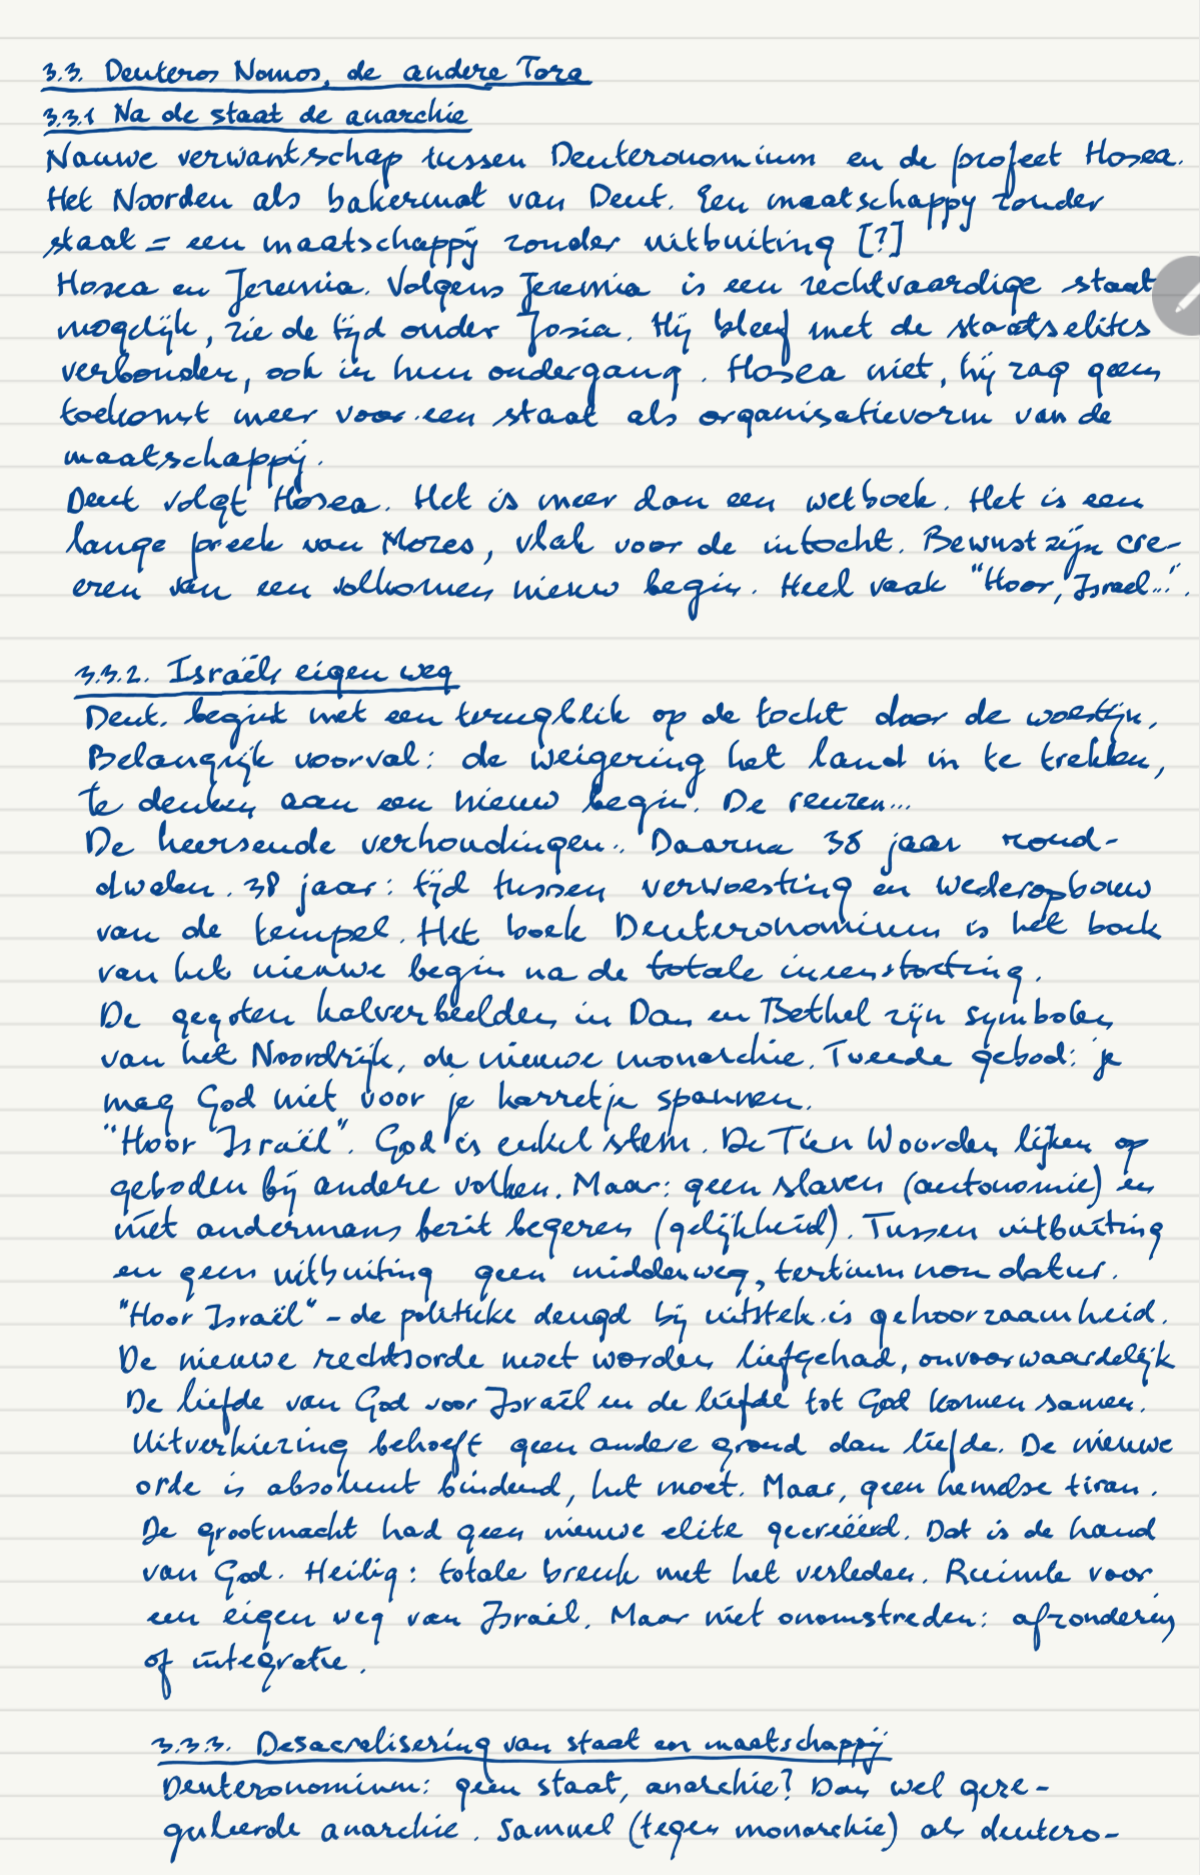 3.3. Deuteros Nomos, de andere Tora
3.3.1 Na de staat de anarchie
Nauwe verwantschap tussen Deuteronomium en de profeet Hosea.
Het Noorden als bakermat van Deut. Een maatschappij zonder
staat = een maatschappij zonder uitbuiting [?]
Hosea en Jeremia. Volgens Jeremia is een rechtvaardige staat
mogelijk, zie de tijd onder Josia. Hij bleef met de staatselites
verbonden, ook in hun ondergang. Hosea niet, hij zag geen
toekomst meer voor een staat als organisatievorm van de
maatschappij.
Deut volgt Hosea. Het is meer dan een wetboek. Het is een
lange preek van Mozes, vlak voor de intocht. Bewustzijn cre-
eren van een volkomen nieuw begin. Heel vaak "Hoor, Israel...".
3.3.2. Israëls eigen weg
Deut. begint met een terugblik op de tocht door de woestijn.
Belangrijk voorval: de weigering het land in te trekken,
te denken aan een nieuw begin. De reuzen...
De heersende verhoudingen.. Daarna 38 jaar rond-
dwalen. 38 jaar: tijd tussen verwoesting en wederopbouw
van de tempel. Het boek Deuteronomium is het boek
van het nieuwe begin na de totale ineenstorting.
De gegoten kalverbeelden in Dan en Bethel zijn symbolen
van het Noordrijk, de nieuwe monarchie. Tweede gebod: je
mag God niet voor je karretje spannen.
"Hoor Israël". God is enkel stem. De Tien Woorden lijken op
geboden bij andere volken. Maar: geen slaven (autonomie) en
niet andermans bezit begeren (gelijkheid). Tussen uitbuiting
en geen uitbuiting geen middenweg, tertium non datur.
"Hoor Israël" - de politieke deugd bij uitstek is gehoorzaamheid.
De nieuwe rechtsorde moet worden liefgehad, onvoorwaardelijk
De liefde van God voor Israël en de liefde tot God komen samen.
Uitverkiezing behoeft geen andere grond dan liefde. De nieuwe
orde is absoluut bindend, het moet. Maar, geen hemelse tiran.
De grootmacht had geen nieuwe elite gecreëerd. Dat is de hand
van God. Heilig: totale breuk met het verleden. Ruimte voor
een eigen weg van Israël. Maar niet onomstreden: afzondering
of integratie.
3.3.3. Desacralisering van staat en maatschappij
Deuteronomium: geen staat, anarchie? Dan wel gere-
guleerde anarchie. Samuel (tegen monarchie) als deutero-